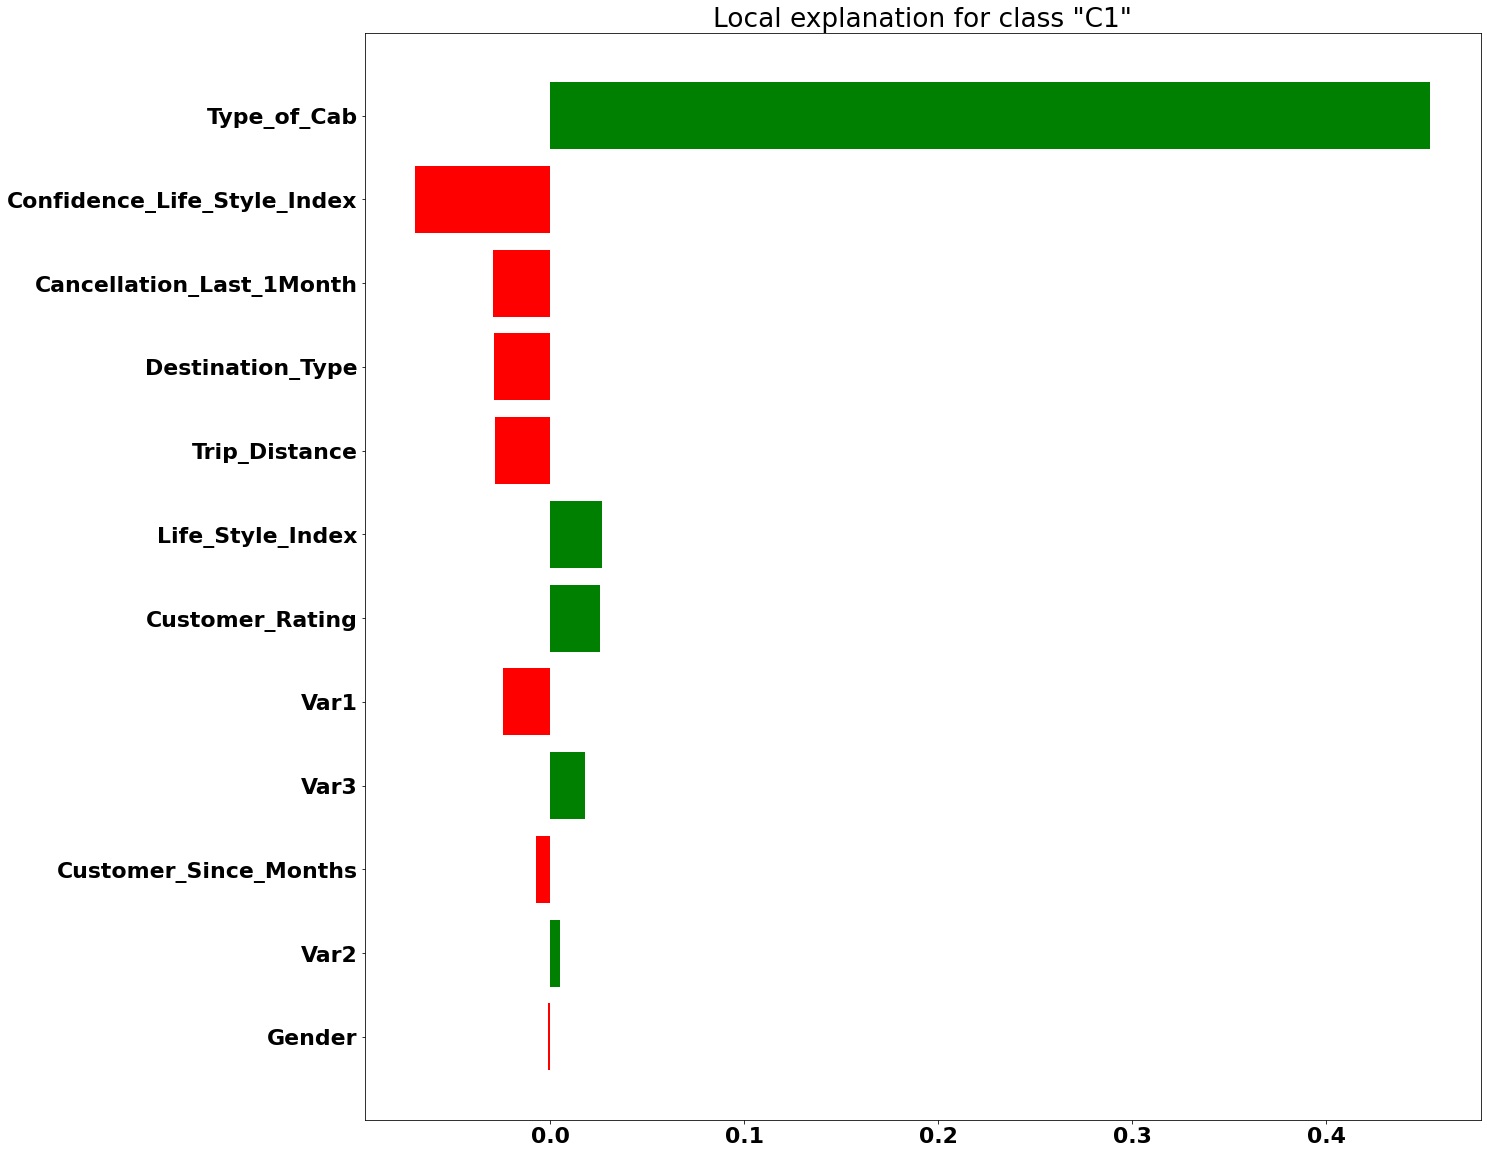 Local explanation for class "C1"
Type_of_Cab
Confidence_Life_Style_Index
Cancellation_Last_1Month
Destination_Type
Trip_Distance
Life_Style_Index
Customer_Rating
Var1
Var3
Customer_Since_Months
Var2
Gender
0.0 0.1 0.2 0.3 0.4